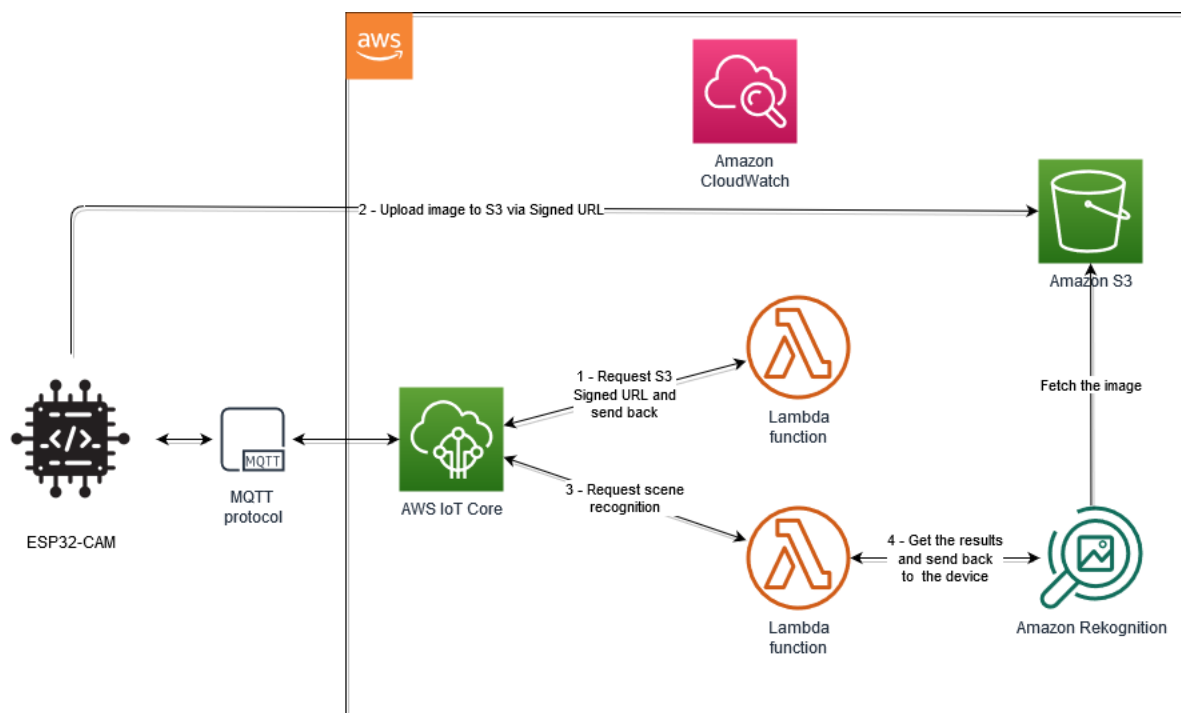 aws
Amazon
CloudWatch
2 - Upload image to S3 via Signed URL
Amazon S3
1 - Request S3
Signed URL and
send back
Lambda
function
Fetch the image
</>
MQTT
MQTT
protocol
ESP32-CAM
AWS IoT Core
3 - Request scene
recognition
Lambda
function
4 - Get the results
and send back
to the device
Amazon Rekognition